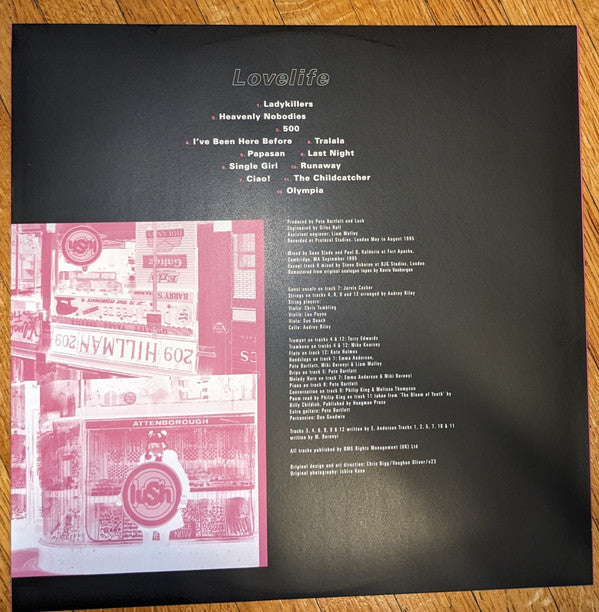 Lovelife
1. Ladykillers
2. Heavenly Nobodies
3. 500
4. I've Been Here Before 8. Tralala
5. Papasan 9. Last Night
6. Single Girl 10. Runaway
7. Ciao! 11. The Childcatcher
12. Olympia
Produced by Pete Bartlett and Lush
Engineered by Giles Hall
Assistant engineer: Liam Molloy
Recorded at Protocol Studios, London May to August 1995
Mixed by Sean Slade and Paul Q. Kolderie at Fort Apache,
Cambridge, MA September 1995
Except track 9 mixed by Steve Osborne at DJG Studios, London
Remastered from original analogue tapes by Kevin Vanbergen
Guest vocals on track 7: Jarvis Cocker
Strings on tracks 4, 8, 9 and 12 arranged by Audrey Riley
String players:
Violin: Chris Tombling
Violin: Leo Payne
Viola: Sue Dench
Cello: Audrey Riley
Trumpet on tracks 4 & 12: Terry Edwards
Trombone on tracks 4 & 12: Mike Kearsey
Flute on track 12: Kate Holmes
Handclaps on track 1: Emma Anderson,
Pete Bartlett, Miki Berenyi & Liam Molloy
Drips on track 5: Pete Bartlett
Melody Horn on track 7: Emma Anderson & Miki Berenyi
Piano on track 8: Pete Bartlett
Conversation on track 9: Philip King & Melissa Thompson
Poem read by Philip King on track 11 taken from 'The Bloom of Youth' by
Billy Childish. Published by Hangman Press
Extra guitars: Pete Bartlett
Percussion: Dan Goodwin
Tracks 3, 4, 6, 8, 9 & 12 written by E. Anderson Tracks 1, 2, 5, 7, 10 & 11
written by M. Berenyi
All tracks published by BMG Rights Management (UK) Ltd
Original design and art direction: Chris Bigg/Vaughan Oliver/v23
Original photography: Ichiro Kono
lush
209 HILLMAN 209
ATTENBOROUGH
lush
NOW